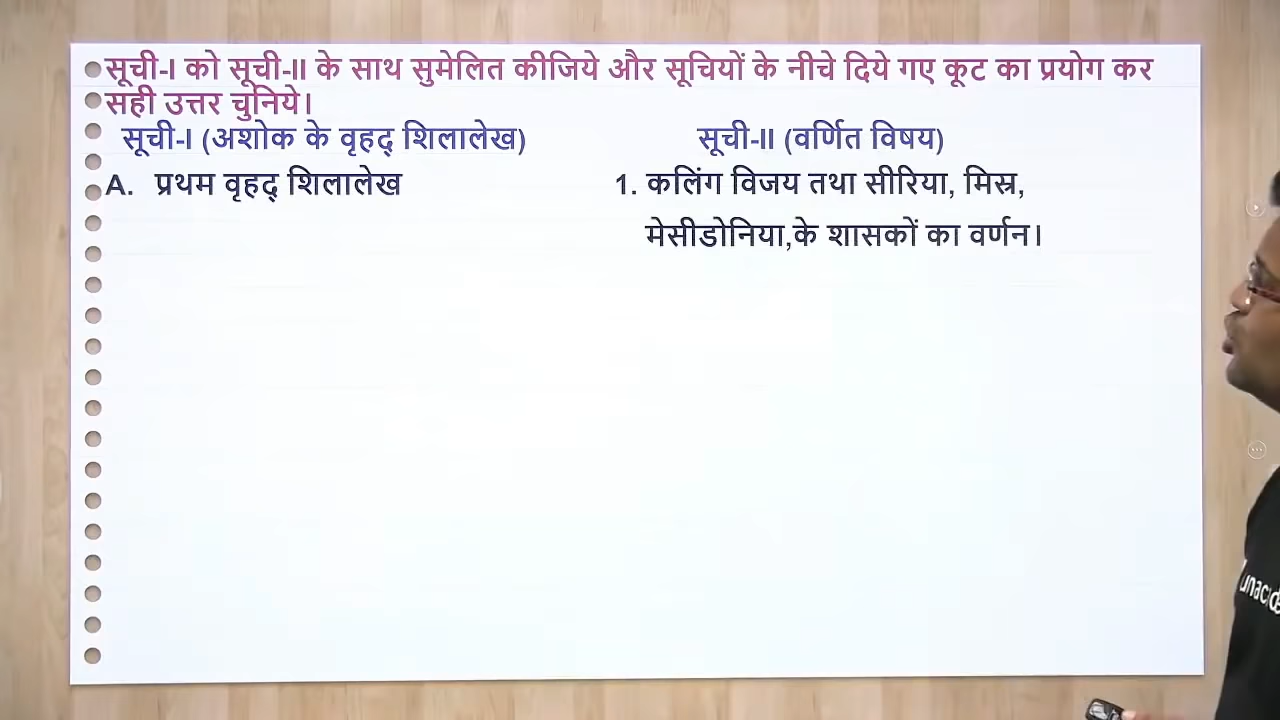 सूची-I को सूची-II के साथ सुमेलित कीजिये और सूचियों के नीचे दिये गए कूट का प्रयोग कर
सही उत्तर चुनिये।
सूची-I (अशोक के वृहद् शिलालेख) सूची-II (वर्णित विषय)
A. प्रथम वृहद् शिलालेख 1. कलिंग विजय तथा सीरिया, मिस्र,
मेसीडोनिया,के शासकों का वर्णन।